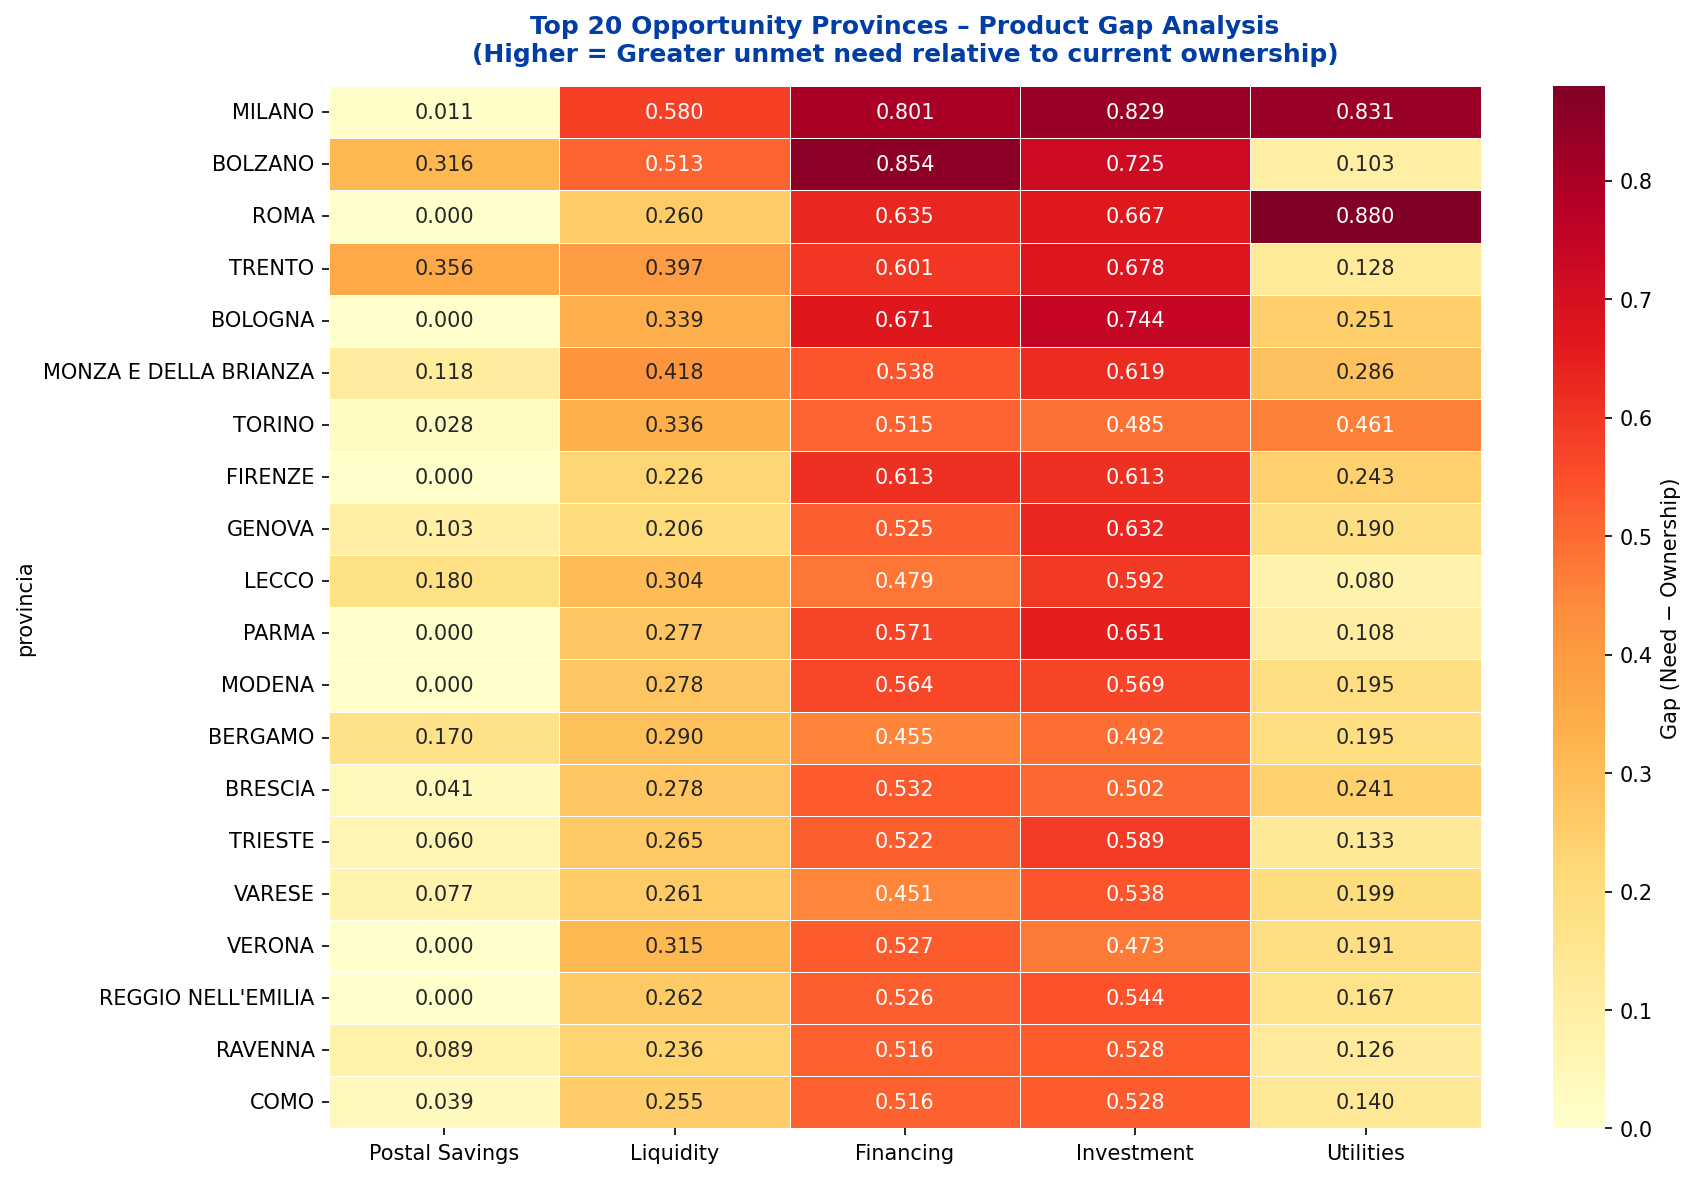 Top 20 Opportunity Provinces – Product Gap Analysis
(Higher = Greater unmet need relative to current ownership)
provincia
MILANO 0.011 0.580 0.801 0.829 0.831
BOLZANO 0.316 0.513 0.854 0.725 0.103
ROMA 0.000 0.260 0.635 0.667 0.880
TRENTO 0.356 0.397 0.601 0.678 0.128
BOLOGNA 0.000 0.339 0.671 0.744 0.251
MONZA E DELLA BRIANZA 0.118 0.418 0.538 0.619 0.286
TORINO 0.028 0.336 0.515 0.485 0.461
FIRENZE 0.000 0.226 0.613 0.613 0.243
GENOVA 0.103 0.206 0.525 0.632 0.190
LECCO 0.180 0.304 0.479 0.592 0.080
PARMA 0.000 0.277 0.571 0.651 0.108
MODENA 0.000 0.278 0.564 0.569 0.195
BERGAMO 0.170 0.290 0.455 0.492 0.195
BRESCIA 0.041 0.278 0.532 0.502 0.241
TRIESTE 0.060 0.265 0.522 0.589 0.133
VARESE 0.077 0.261 0.451 0.538 0.199
VERONA 0.000 0.315 0.527 0.473 0.191
REGGIO NELL'EMILIA 0.000 0.262 0.526 0.544 0.167
RAVENNA 0.089 0.236 0.516 0.528 0.126
COMO 0.039 0.255 0.516 0.528 0.140
Postal Savings Liquidity Financing Investment Utilities
0.8
0.7
0.6
0.5
0.4
0.3
0.2
0.1
0.0
Gap (Need − Ownership)